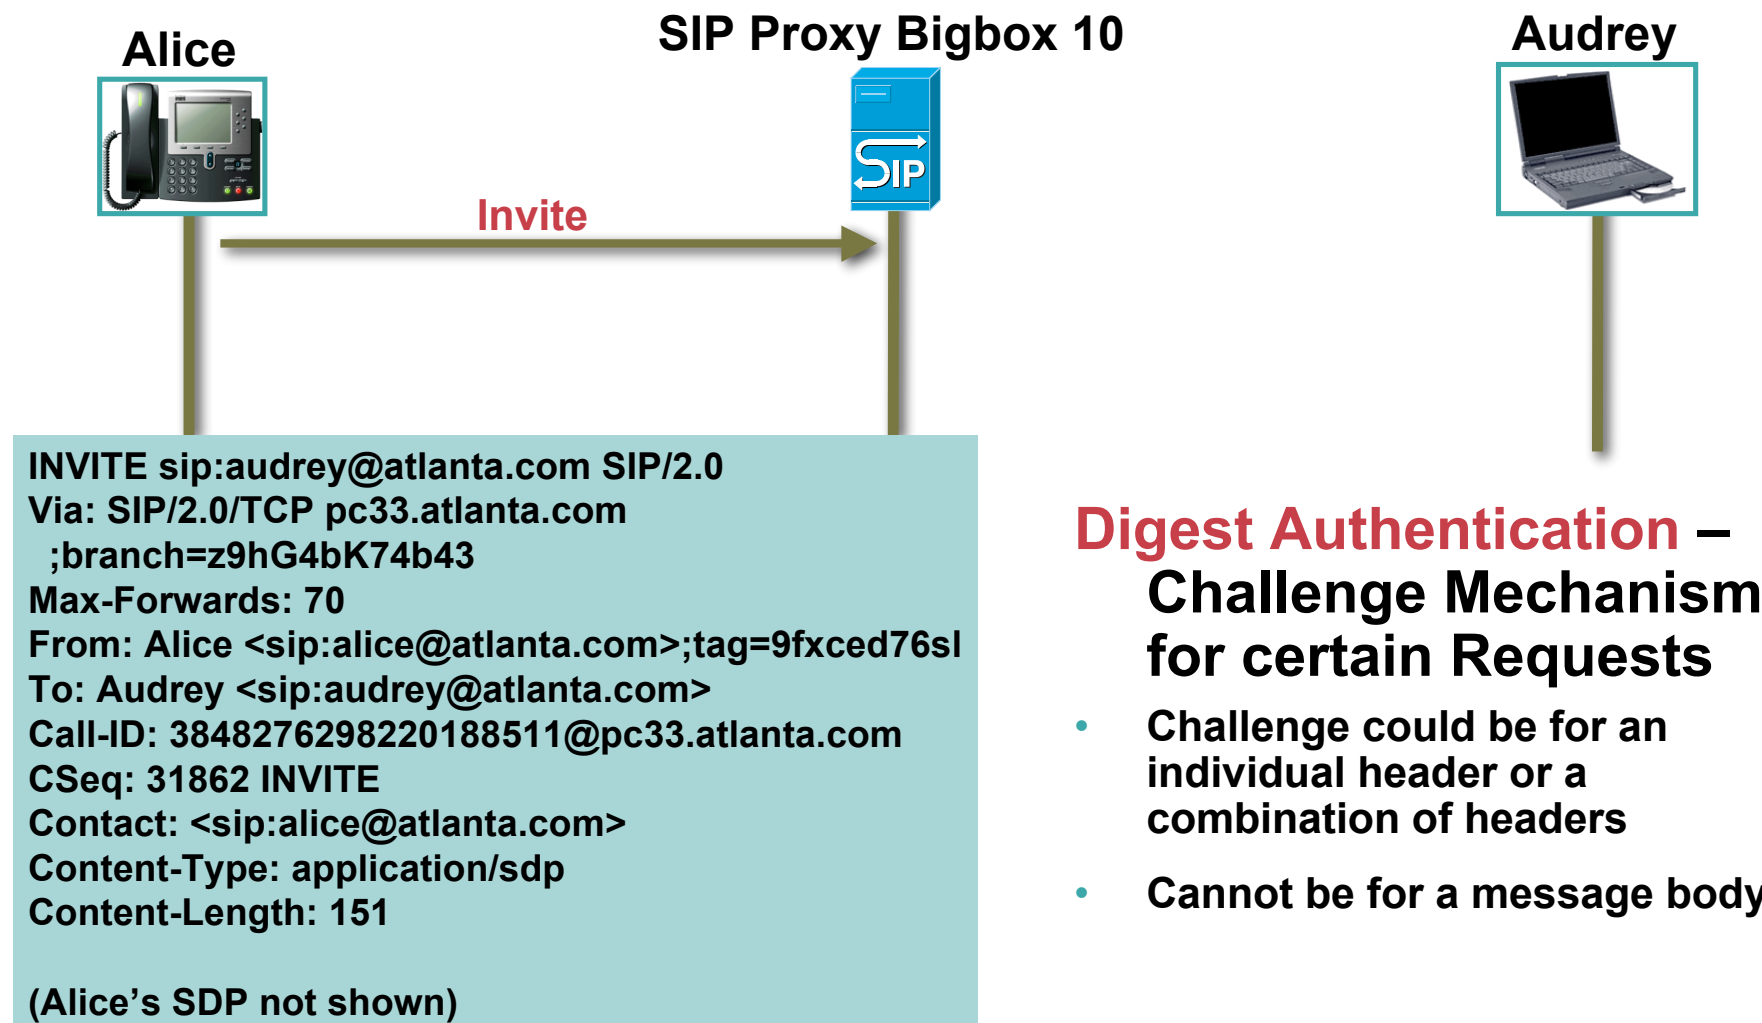 Alice
SIP Proxy Bigbox 10
Audrey
SIP
Invite
INVITE sip:audrey@atlanta.com SIP/2.0
Via: SIP/2.0/TCP pc33.atlanta.com
;branch=z9hG4bK74b43
Max-Forwards: 70
From: Alice <sip:alice@atlanta.com>;tag=9fxced76sl
To: Audrey <sip:audrey@atlanta.com>
Call-ID: 3848276298220188511@pc33.atlanta.com
CSeq: 31862 INVITE
Contact: <sip:alice@atlanta.com>
Content-Type: application/sdp
Content-Length: 151
(Alice’s SDP not shown)
Digest Authentication –
Challenge Mechanism
for certain Requests
• Challenge could be for an
individual header or a
combination of headers
• Cannot be for a message body